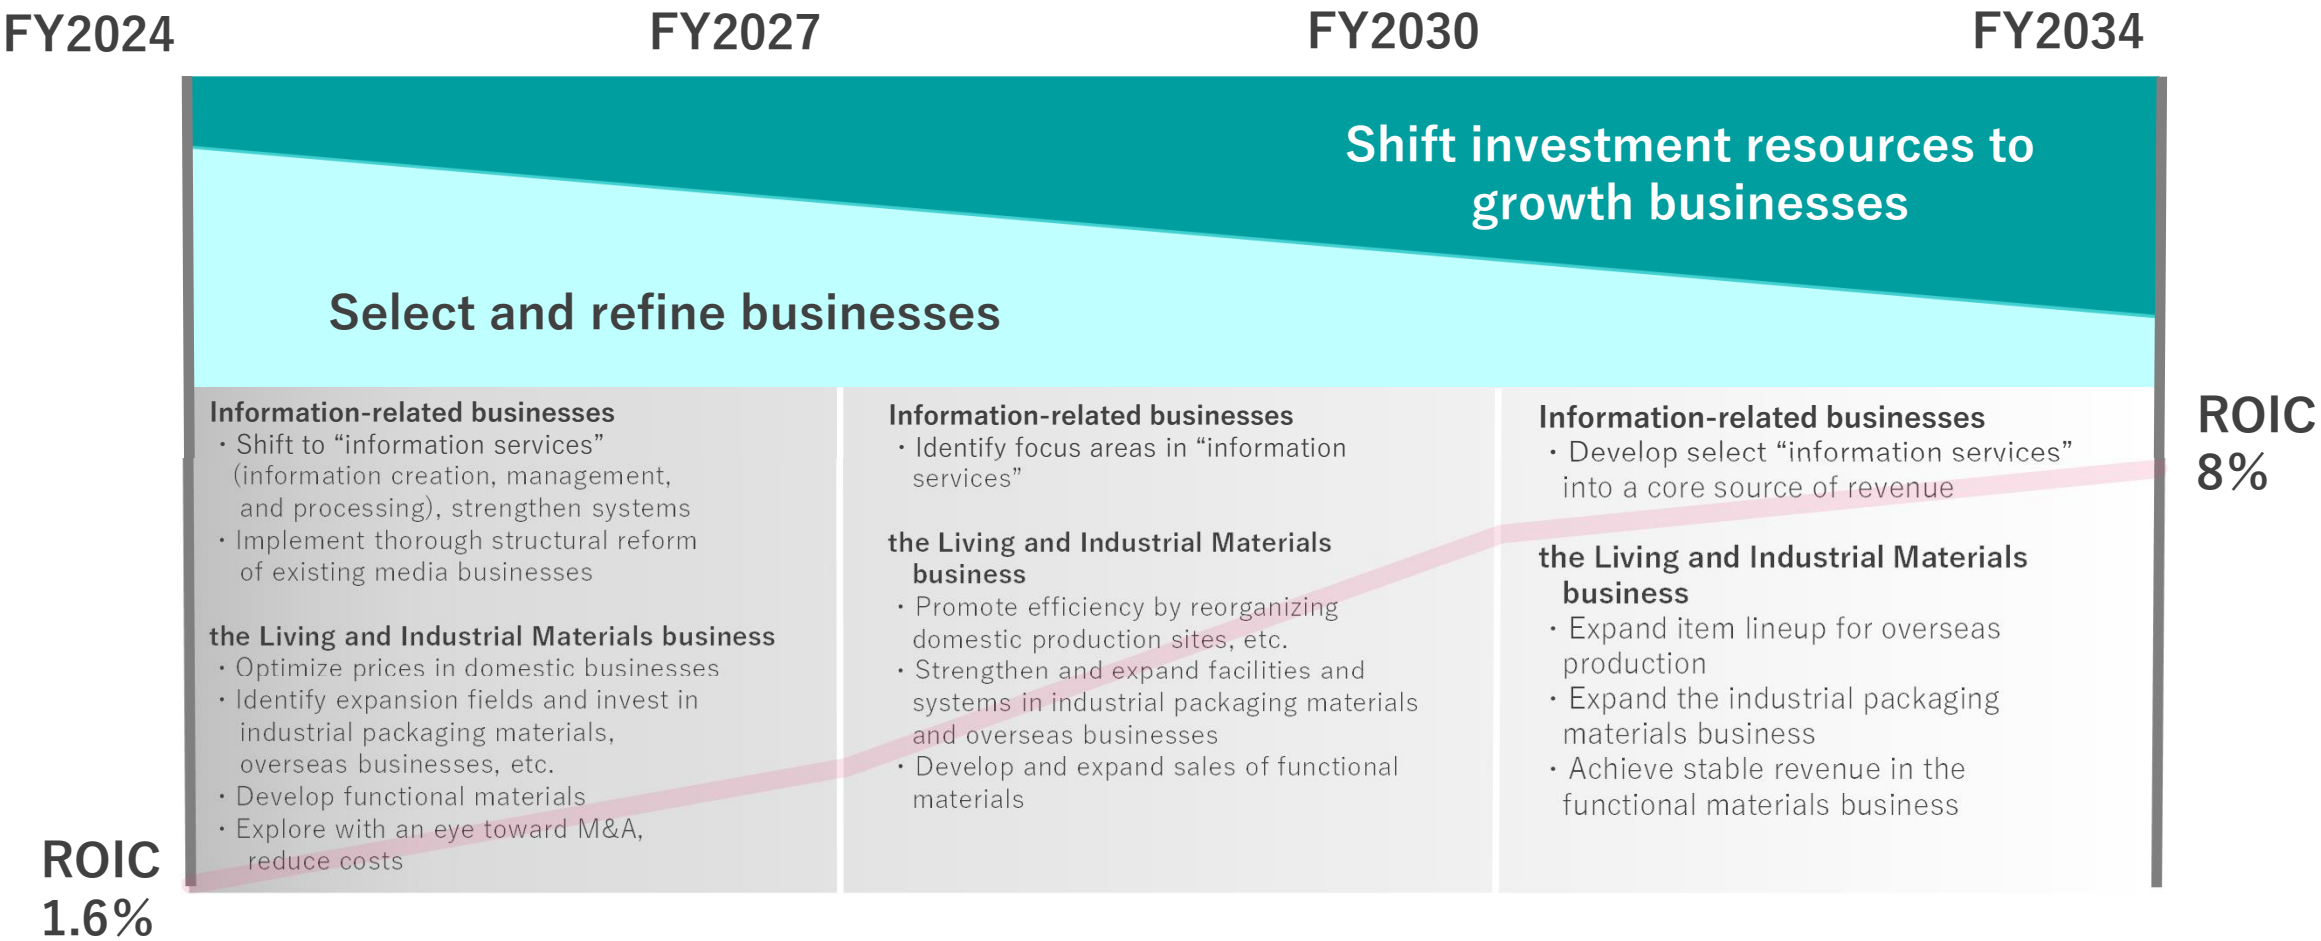 FY2024
FY2027
FY2030
FY2034
Shift investment resources to
growth businesses
Select and refine businesses
Information-related businesses
・Shift to “information services”
(information creation, management,
and processing), strengthen systems
・Implement thorough structural reform
of existing media businesses
the Living and Industrial Materials business
・Optimize prices in domestic businesses
・Identify expansion fields and invest in
industrial packaging materials,
overseas businesses, etc.
・Develop functional materials
・Explore with an eye toward M&A,
reduce costs
Information-related businesses
・Identify focus areas in “information
services”
the Living and Industrial Materials
business
・Promote efficiency by reorganizing
domestic production sites, etc.
・Strengthen and expand facilities and
systems in industrial packaging materials
and overseas businesses
・Develop and expand sales of functional
materials
Information-related businesses
・Develop select “information services”
into a core source of revenue
the Living and Industrial Materials
business
・Expand item lineup for overseas
production
・Expand the industrial packaging
materials business
・Achieve stable revenue in the
functional materials business
ROIC
1.6%
ROIC
8%